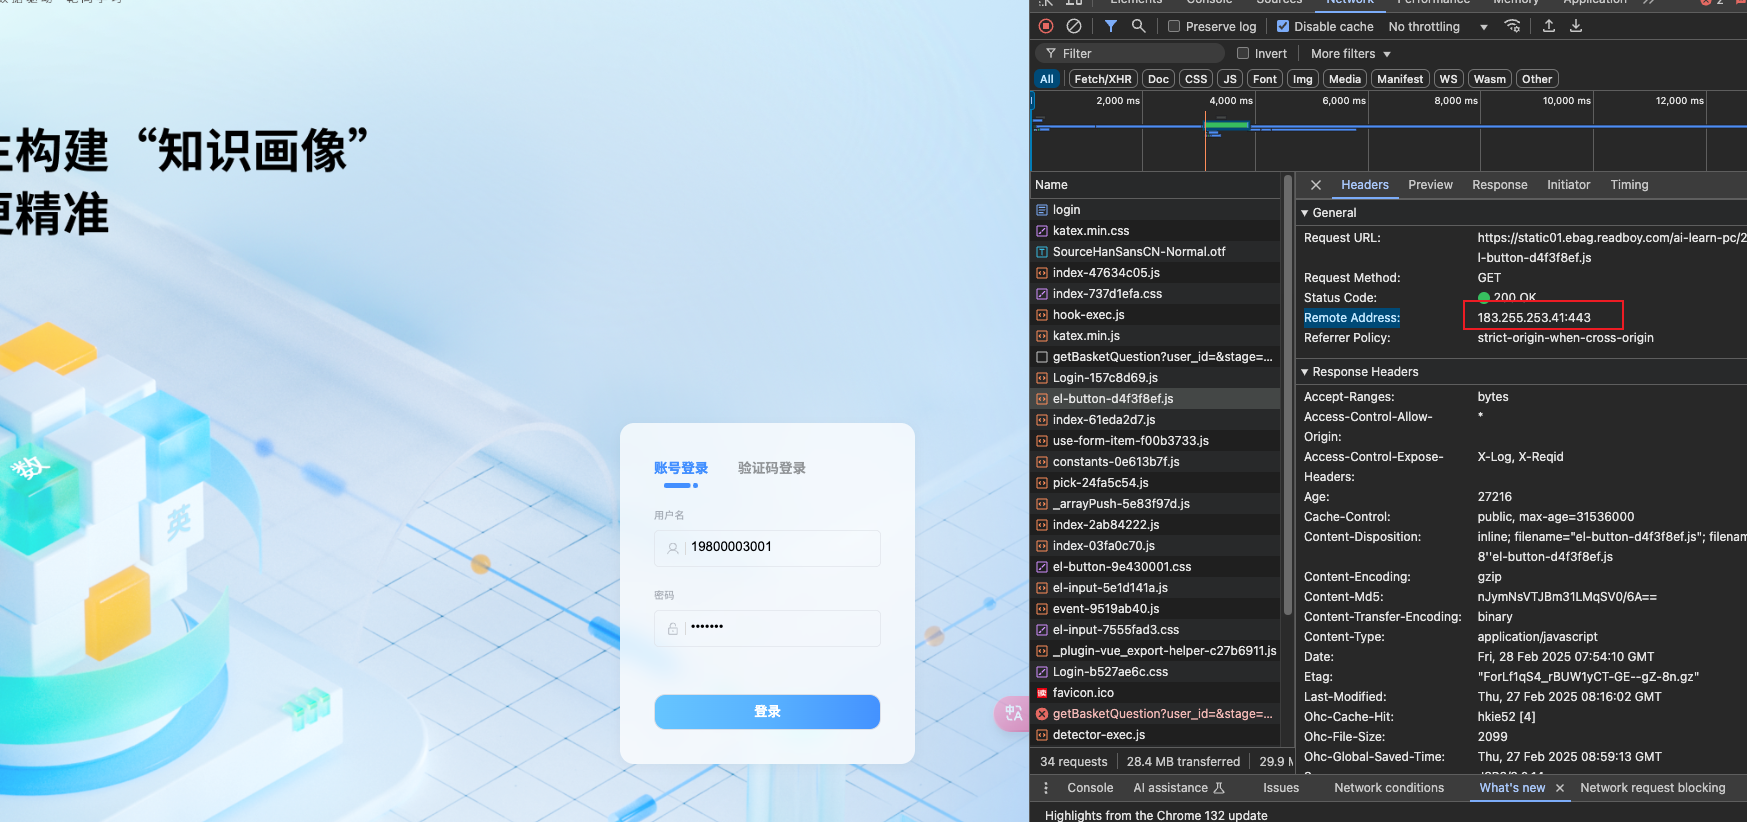 生构建“知识画像”
更精准
数
英
账号登录 验证码登录
用户名
19800003001
密码
•••••••
登录
Elements Console Sources Network Performance Memory Application 2
Preserve log Disable cache No throttling
Filter Invert More filters
All Fetch/XHR Doc CSS JS Font Img Media Manifest WS Wasm Other
2,000 ms 4,000 ms 6,000 ms 8,000 ms 10,000 ms 12,000 ms
Name
login
katex.min.css
SourceHanSansCN-Normal.otf
index-47634c05.js
index-737d1efa.css
hook-exec.js
katex.min.js
getBasketQuestion?user_id=&stage=...
Login-157c8d69.js
el-button-d4f3f8ef.js
index-61eda2d7.js
use-form-item-f00b3733.js
constants-0e613b7f.js
pick-24fa5c54.js
_arrayPush-5e83f97d.js
index-2ab84222.js
index-03fa0c70.js
el-button-9e430001.css
el-input-5e1d141a.js
event-9519ab40.js
el-input-7555fad3.css
_plugin-vue_export-helper-c27b6911.js
Login-b527ae6c.css
favicon.ico
getBasketQuestion?user_id=&stage=...
detector-exec.js
34 requests 28.4 MB transferred 29.9 M
Headers Preview Response Initiator Timing
General
Request URL: https://static01.ebag.readboy.com/ai-learn-pc/2
l-button-d4f3f8ef.js
Request Method: GET
Status Code: 200 OK
Remote Address: 183.255.253.41:443
Referrer Policy: strict-origin-when-cross-origin
Response Headers
Accept-Ranges: bytes
Access-Control-Allow- *
Origin:
Access-Control-Expose- X-Log, X-Reqid
Headers:
Age: 27216
Cache-Control: public, max-age=31536000
Content-Disposition: inline; filename="el-button-d4f3f8ef.js"; filenam
8''el-button-d4f3f8ef.js
Content-Encoding: gzip
Content-Md5: nJymNsVTJBm31LMqSV0/6A==
Content-Transfer-Encoding: binary
Content-Type: application/javascript
Date: Fri, 28 Feb 2025 07:54:10 GMT
Etag: "ForLf1qS4_rBUW1yCT-GE--gZ-8n.gz"
Last-Modified: Thu, 27 Feb 2025 08:16:02 GMT
Ohc-Cache-Hit: hkie52 [4]
Ohc-File-Size: 2099
Ohc-Global-Saved-Time: Thu, 27 Feb 2025 08:59:13 GMT
Console AI assistance Issues Network conditions What's new Network request blocking
Highlights from the Chrome 132 update